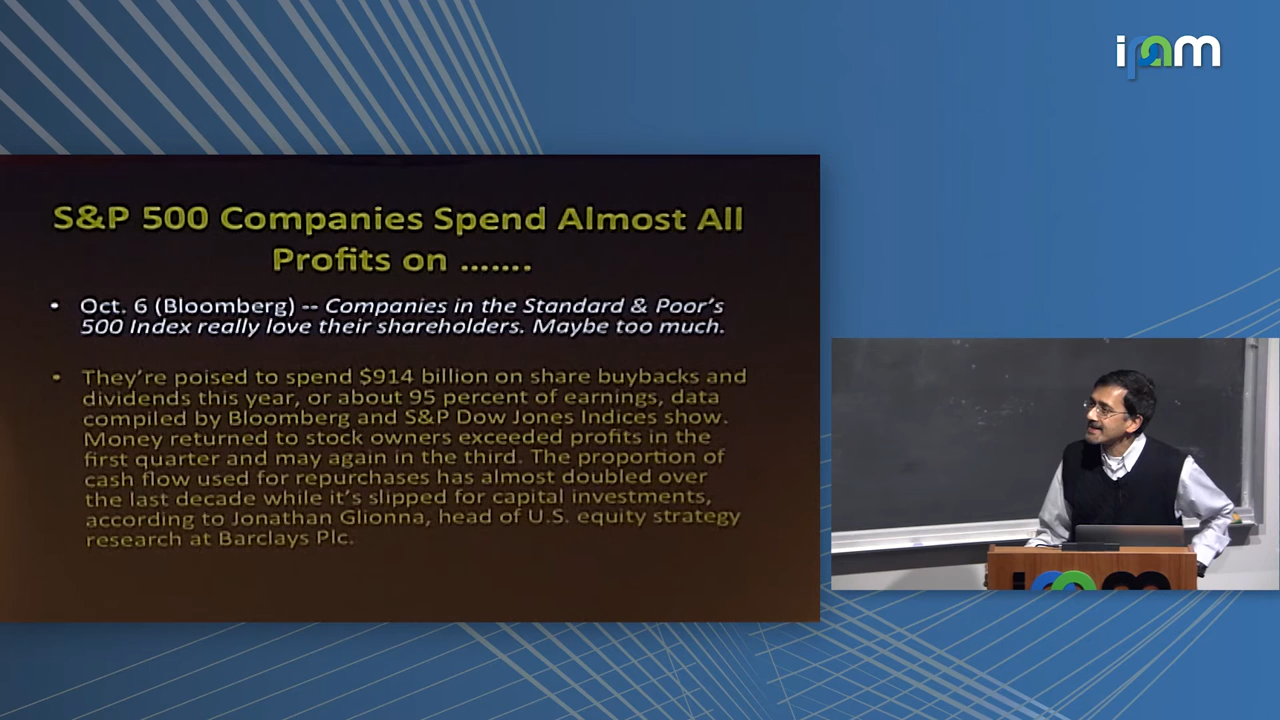 ipam
S&P 500 Companies Spend Almost All
Profits on .......
• Oct. 6 (Bloomberg) -- Companies in the Standard & Poor's
500 Index really love their shareholders. Maybe too much.
• They're poised to spend $914 billion on share buybacks and
dividends this year, or about 95 percent of earnings, data
compiled by Bloomberg and S&P Dow Jones Indices show.
Money returned to stock owners exceeded profits in the
first quarter and may again in the third. The proportion of
cash flow used for repurchases has almost doubled over
the last decade while it's slipped for capital investments,
according to Jonathan Glionna, head of U.S. equity strategy
research at Barclays Plc.
ipam